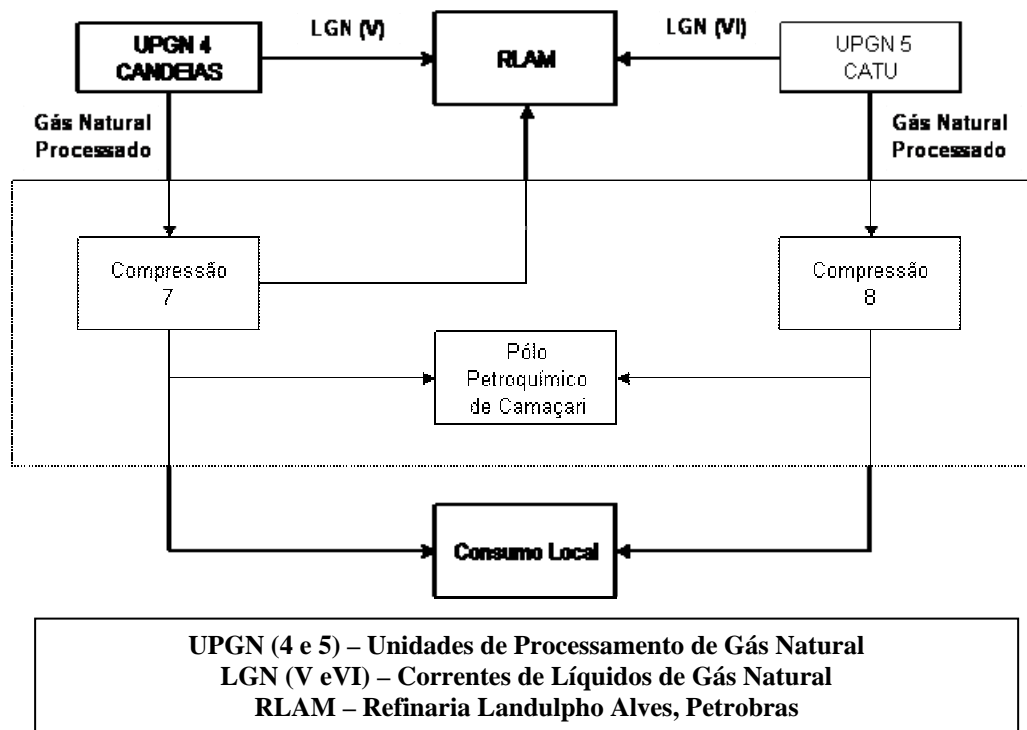 LGN (V)
LGN (VI)
UPGN 4
CANDEIAS
RLAM
UPGN 5
CATU
Gás Natural
Processado
Gás Natural
Processado
Compressão
7
Compressão
8
Pólo
Petroquímico
de Camaçari
Consumo Local
UPGN (4 e 5) – Unidades de Processamento de Gás Natural
LGN (V eVI) – Correntes de Líquidos de Gás Natural
RLAM – Refinaria Landulpho Alves, Petrobras